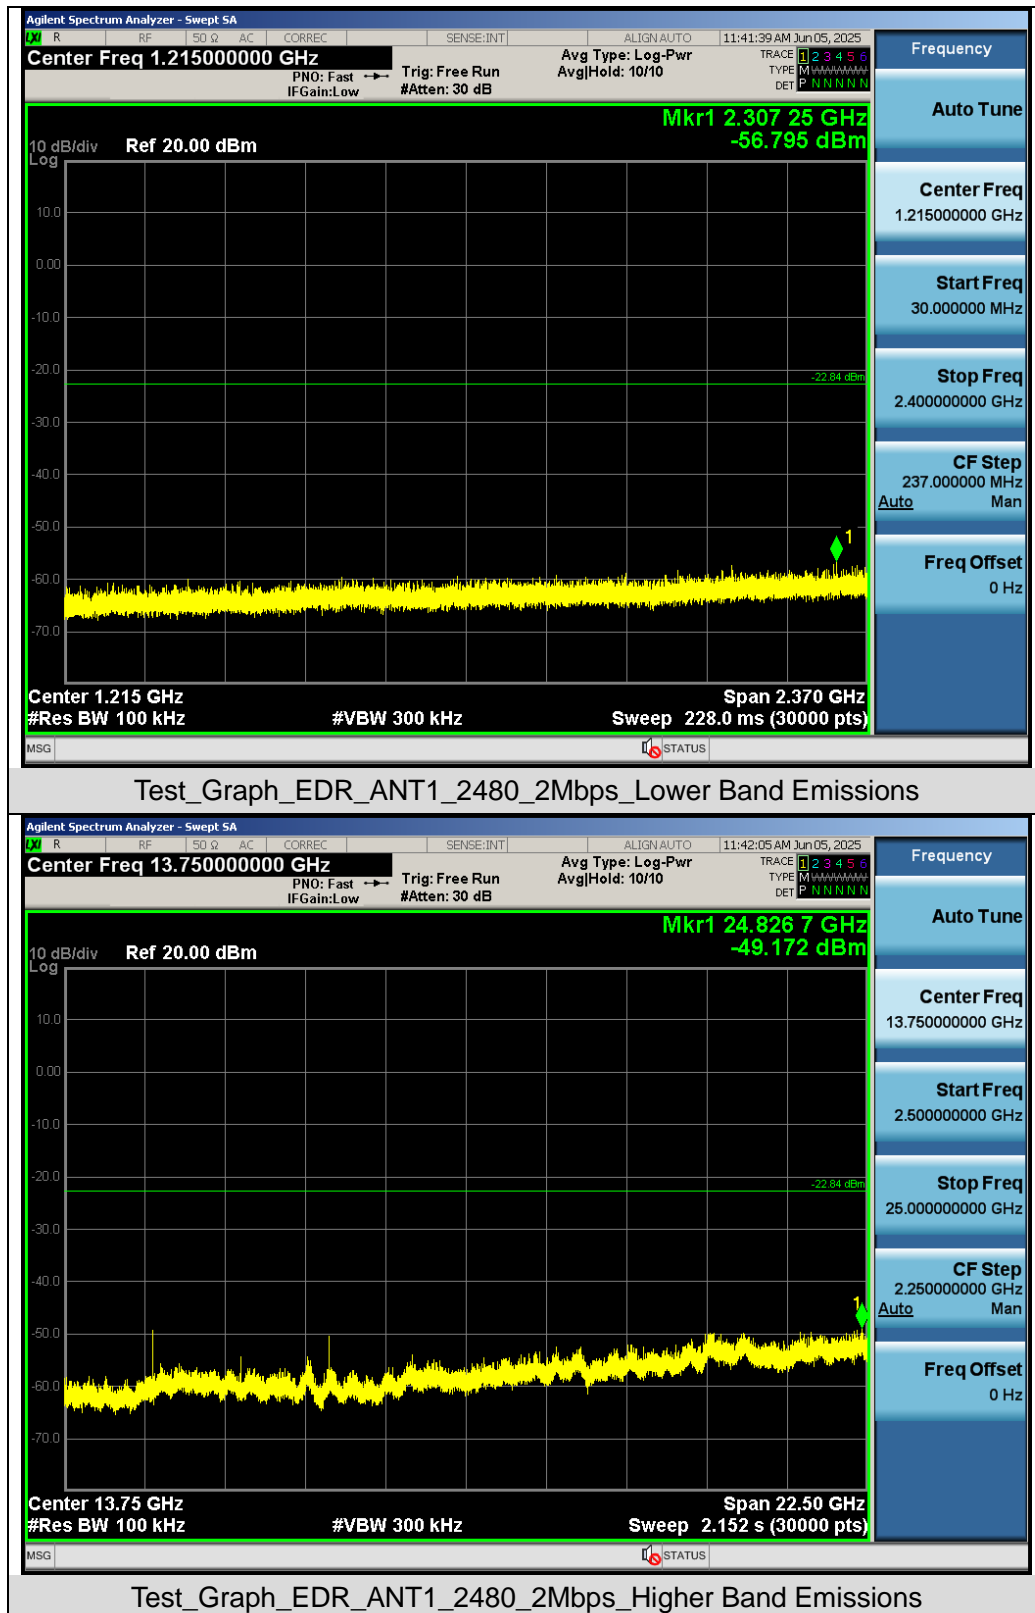 Agilent Spectrum Analyzer - Swept SA
LXI R RF 50 Ω AC CORREC SENSE:INT ALIGN AUTO 11:41:39 AM Jun 05, 2025
Center Freq 1.215000000 GHz
PNO: Fast
IFGain:Low
Trig: Free Run
#Atten: 30 dB
Avg Type: Log-Pwr
Avg|Hold: 10/10
TRACE 1 2 3 4 5 6
TYPE M WWWWW
DET P N N N N N
Mkr1 2.307 25 GHz
-56.795 dBm
10 dB/div Ref 20.00 dBm
Log
10.0
0.00
-10.0
-20.0
-22.84 dBm
-30.0
-40.0
-50.0
1
-60.0
-70.0
Center 1.215 GHz Span 2.370 GHz
#Res BW 100 kHz #VBW 300 kHz Sweep 228.0 ms (30000 pts)
MSG STATUS
Frequency
Auto Tune
Center Freq
1.215000000 GHz
Start Freq
30.000000 MHz
Stop Freq
2.400000000 GHz
CF Step
237.000000 MHz
Auto Man
Freq Offset
0 Hz
Test_Graph_EDR_ANT1_2480_2Mbps_Lower Band Emissions
Agilent Spectrum Analyzer - Swept SA
LXI R RF 50 Ω AC CORREC SENSE:INT ALIGN AUTO 11:42:05 AM Jun 05, 2025
Center Freq 13.750000000 GHz
PNO: Fast
IFGain:Low
Trig: Free Run
#Atten: 30 dB
Avg Type: Log-Pwr
Avg|Hold: 10/10
TRACE 1 2 3 4 5 6
TYPE M WWWWW
DET P N N N N N
Mkr1 24.826 7 GHz
-49.172 dBm
10 dB/div Ref 20.00 dBm
Log
10.0
0.00
-10.0
-20.0
-22.84 dBm
-30.0
-40.0
1
-50.0
-60.0
-70.0
Center 13.75 GHz Span 22.50 GHz
#Res BW 100 kHz #VBW 300 kHz Sweep 2.152 s (30000 pts)
MSG STATUS
Frequency
Auto Tune
Center Freq
13.750000000 GHz
Start Freq
2.500000000 GHz
Stop Freq
25.000000000 GHz
CF Step
2.250000000 GHz
Auto Man
Freq Offset
0 Hz
Test_Graph_EDR_ANT1_2480_2Mbps_Higher Band Emissions